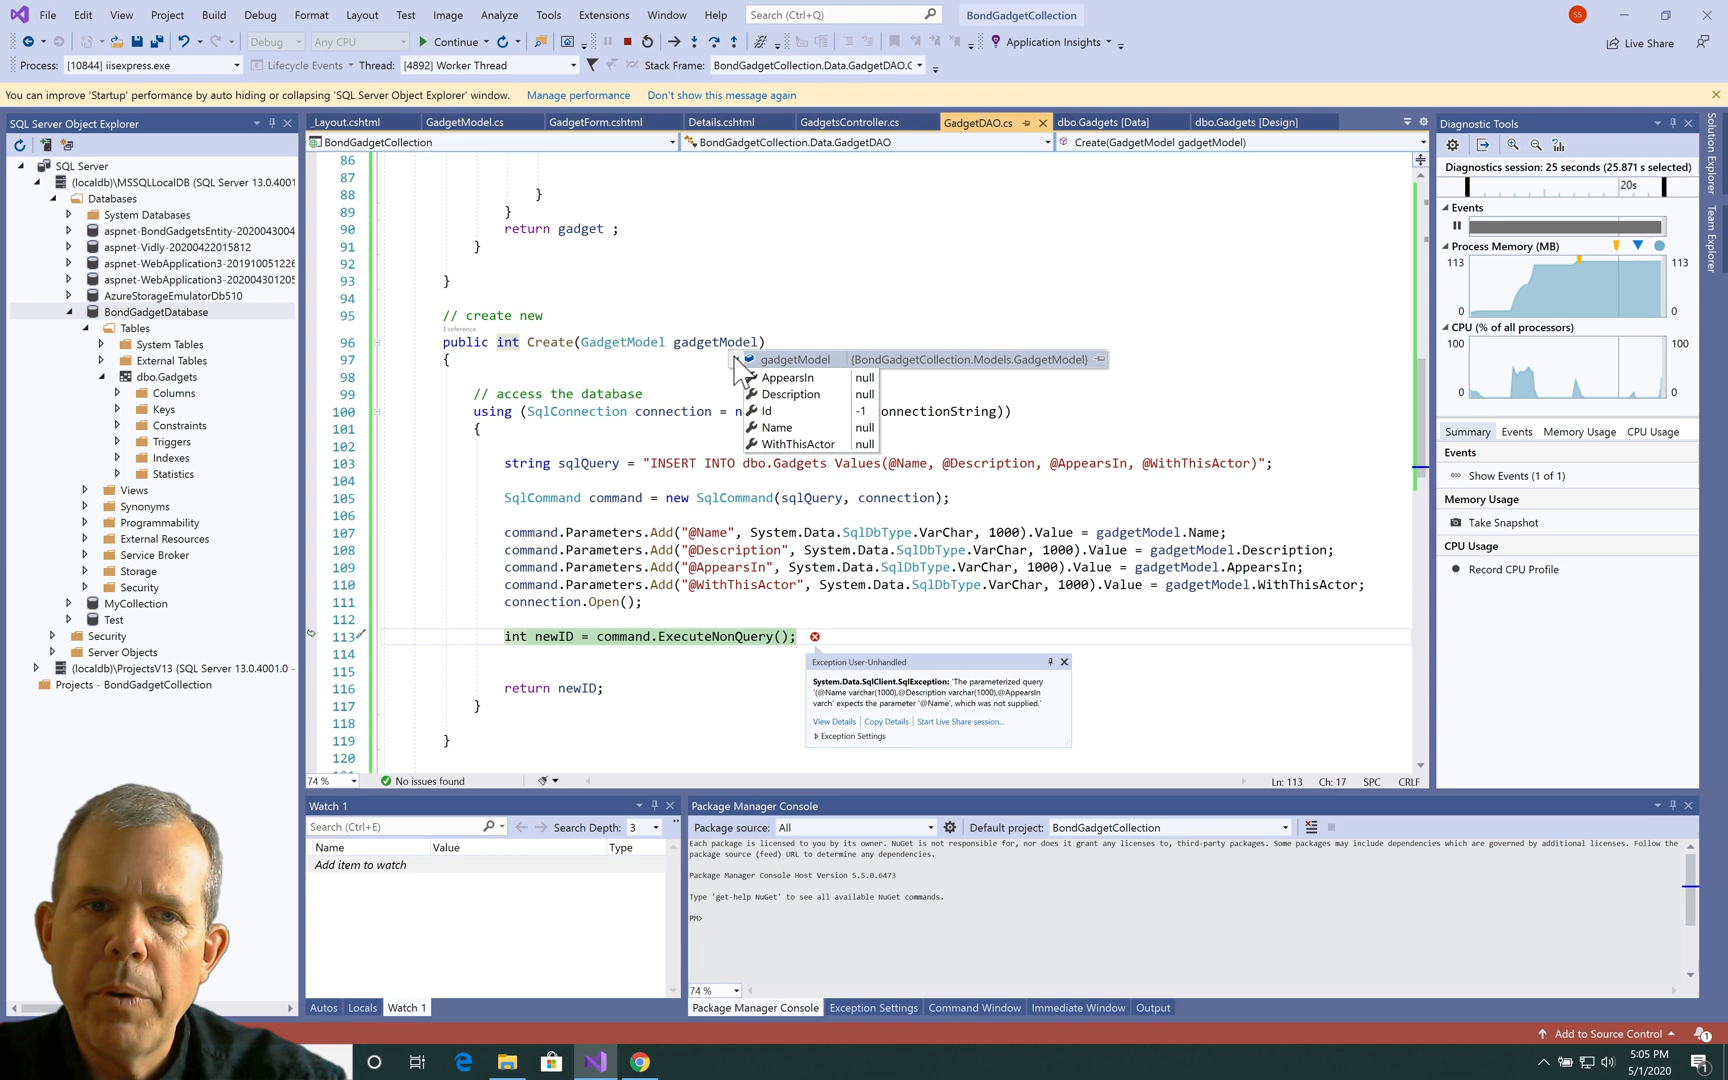 File Edit View Project Build Debug Format Layout Test Image Analyze Tools Extensions Window Help Search (Ctrl+Q) BondGadgetCollection SS
Debug Any CPU Continue Application Insights Live Share
Process: [10844] iisexpress.exe Lifecycle Events Thread: [4892] Worker Thread Stack Frame: BondGadgetCollection.Data.GadgetDAO.C
You can improve 'Startup' performance by auto hiding or collapsing 'SQL Server Object Explorer' window. Manage performance Don't show this message again
SQL Server Object Explorer
SQL Server
(localdb)\MSSQLLocalDB (SQL Server 13.0.4001
Databases
System Databases
aspnet-BondGadgetsEntity-2020043004
aspnet-Vidly-20200422015812
aspnet-WebApplication3-201910051226
aspnet-WebApplication3-202004301205
AzureStorageEmulatorDb510
BondGadgetDatabase
Tables
System Tables
External Tables
dbo.Gadgets
Columns
Keys
Constraints
Triggers
Indexes
Statistics
Views
Synonyms
Programmability
External Resources
Service Broker
Storage
Security
MyCollection
Test
Security
Server Objects
(localdb)\ProjectsV13 (SQL Server 13.0.4001.0 -
Projects - BondGadgetCollection
_Layout.cshtml GadgetModel.cs GadgetForm.cshtml Details.cshtml GadgetsController.cs GadgetDAO.cs dbo.Gadgets [Data] dbo.Gadgets [Design]
BondGadgetCollection BondGadgetCollection.Data.GadgetDAO Create(GadgetModel gadgetModel)
86
87
88 }
89 }
90 return gadget ;
91 }
92
93 }
94
95 // create new
1 reference
96 public int Create(GadgetModel gadgetModel)
97 {
98
99 // access the database
100 using (SqlConnection connection = ne onnectionString))
101 {
102
103 string sqlQuery = "INSERT INTO dbo.Gadgets Values(@Name, @Description, @AppearsIn, @WithThisActor)";
104
105 SqlCommand command = new SqlCommand(sqlQuery, connection);
106
107 command.Parameters.Add("@Name", System.Data.SqlDbType.VarChar, 1000).Value = gadgetModel.Name;
108 command.Parameters.Add("@Description", System.Data.SqlDbType.VarChar, 1000).Value = gadgetModel.Description;
109 command.Parameters.Add("@AppearsIn", System.Data.SqlDbType.VarChar, 1000).Value = gadgetModel.AppearsIn;
110 command.Parameters.Add("@WithThisActor", System.Data.SqlDbType.VarChar, 1000).Value = gadgetModel.WithThisActor;
111 connection.Open();
112
113 int newID = command.ExecuteNonQuery();
114
115
116 return newID;
117 }
118
119 }
120
gadgetModel {BondGadgetCollection.Models.GadgetModel}
AppearsIn null
Description null
Id -1
Name null
WithThisActor null
Exception User-Unhandled
System.Data.SqlClient.SqlException: 'The parameterized query
'(@Name varchar(1000),@Description varchar(1000),@AppearsIn
varch' expects the parameter '@Name', which was not supplied.'
View Details Copy Details Start Live Share session...
Exception Settings
74 % No issues found Ln: 113 Ch: 17 SPC CRLF
Diagnostic Tools
Diagnostics session: 25 seconds (25.871 s selected)
20s
Events
Process Memory (MB)
113 113
0 0
CPU (% of all processors)
100 100
0 0
Summary Events Memory Usage CPU Usage
Events
Show Events (1 of 1)
Memory Usage
Take Snapshot
CPU Usage
Record CPU Profile
Solution Explorer
Team Explorer
Watch 1
Search (Ctrl+E) Search Depth: 3
Name Value Type
Add item to watch
Autos Locals Watch 1
Package Manager Console
Package source: All Default project: BondGadgetCollection
Each package is licensed to you by its owner. NuGet is not responsible for, nor does it grant any licenses to, third-party packages. Some packages may include dependencies which are governed by additional licenses. Follow the
package source (feed) URL to determine any dependencies.
Package Manager Console Host Version 5.5.0.6473
Type 'get-help NuGet' to see all available NuGet commands.
PM>
74 %
Package Manager Console Exception Settings Command Window Immediate Window Output
Add to Source Control
5:05 PM
5/1/2020